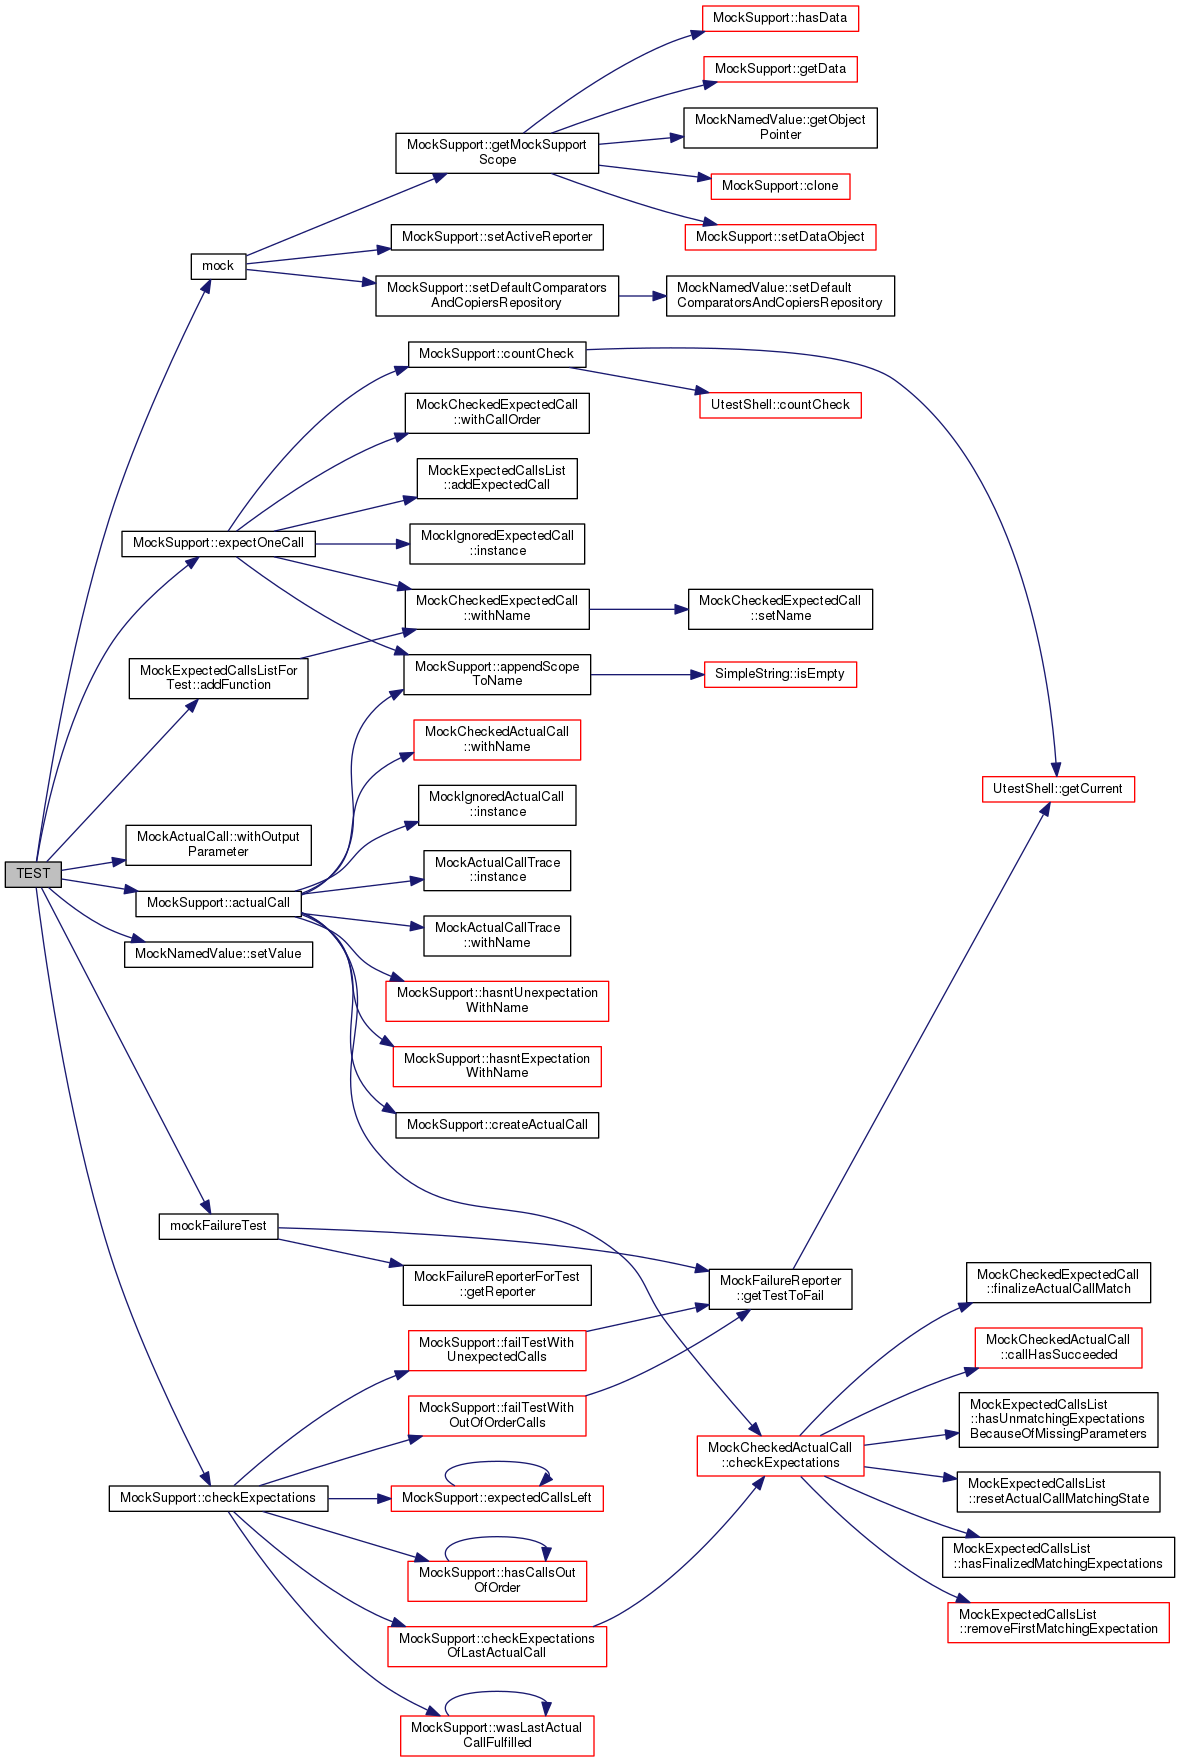 MockSupport::hasData
MockSupport::getData
MockNamedValue::getObject
Pointer
MockSupport::getMockSupport
Scope
MockSupport::clone
MockSupport::setActiveReporter
MockSupport::setDataObject
mock
MockSupport::setDefaultComparators
AndCopiersRepository
MockNamedValue::setDefault
ComparatorsAndCopiersRepository
MockSupport::countCheck
UtestShell::countCheck
MockCheckedExpectedCall
::withCallOrder
MockExpectedCallsList
::addExpectedCall
MockSupport::expectOneCall
MockIgnoredExpectedCall
::instance
MockCheckedExpectedCall
::withName
MockCheckedExpectedCall
::setName
MockExpectedCallsListFor
Test::addFunction
MockSupport::appendScope
ToName
SimpleString::isEmpty
MockCheckedActualCall
::withName
UtestShell::getCurrent
MockIgnoredActualCall
::instance
MockActualCall::withOutput
Parameter
TEST
MockActualCallTrace
::instance
MockSupport::actualCall
MockActualCallTrace
::withName
MockNamedValue::setValue
MockSupport::hasntUnexpectation
WithName
MockSupport::hasntExpectation
WithName
MockSupport::createActualCall
mockFailureTest
MockFailureReporterForTest
::getReporter
MockFailureReporter
::getTestToFail
MockCheckedExpectedCall
::finalizeActualCallMatch
MockSupport::failTestWith
UnexpectedCalls
MockCheckedActualCall
::callHasSucceeded
MockSupport::failTestWith
OutOfOrderCalls
MockExpectedCallsList
::hasUnmatchingExpectations
BecauseOfMissingParameters
MockCheckedActualCall
::checkExpectations
MockSupport::checkExpectations
MockSupport::expectedCallsLeft
MockExpectedCallsList
::resetActualCallMatchingState
MockExpectedCallsList
::hasFinalizedMatchingExpectations
MockSupport::hasCallsOut
OfOrder
MockExpectedCallsList
::removeFirstMatchingExpectation
MockSupport::checkExpectations
OfLastActualCall
MockSupport::wasLastActual
CallFulfilled